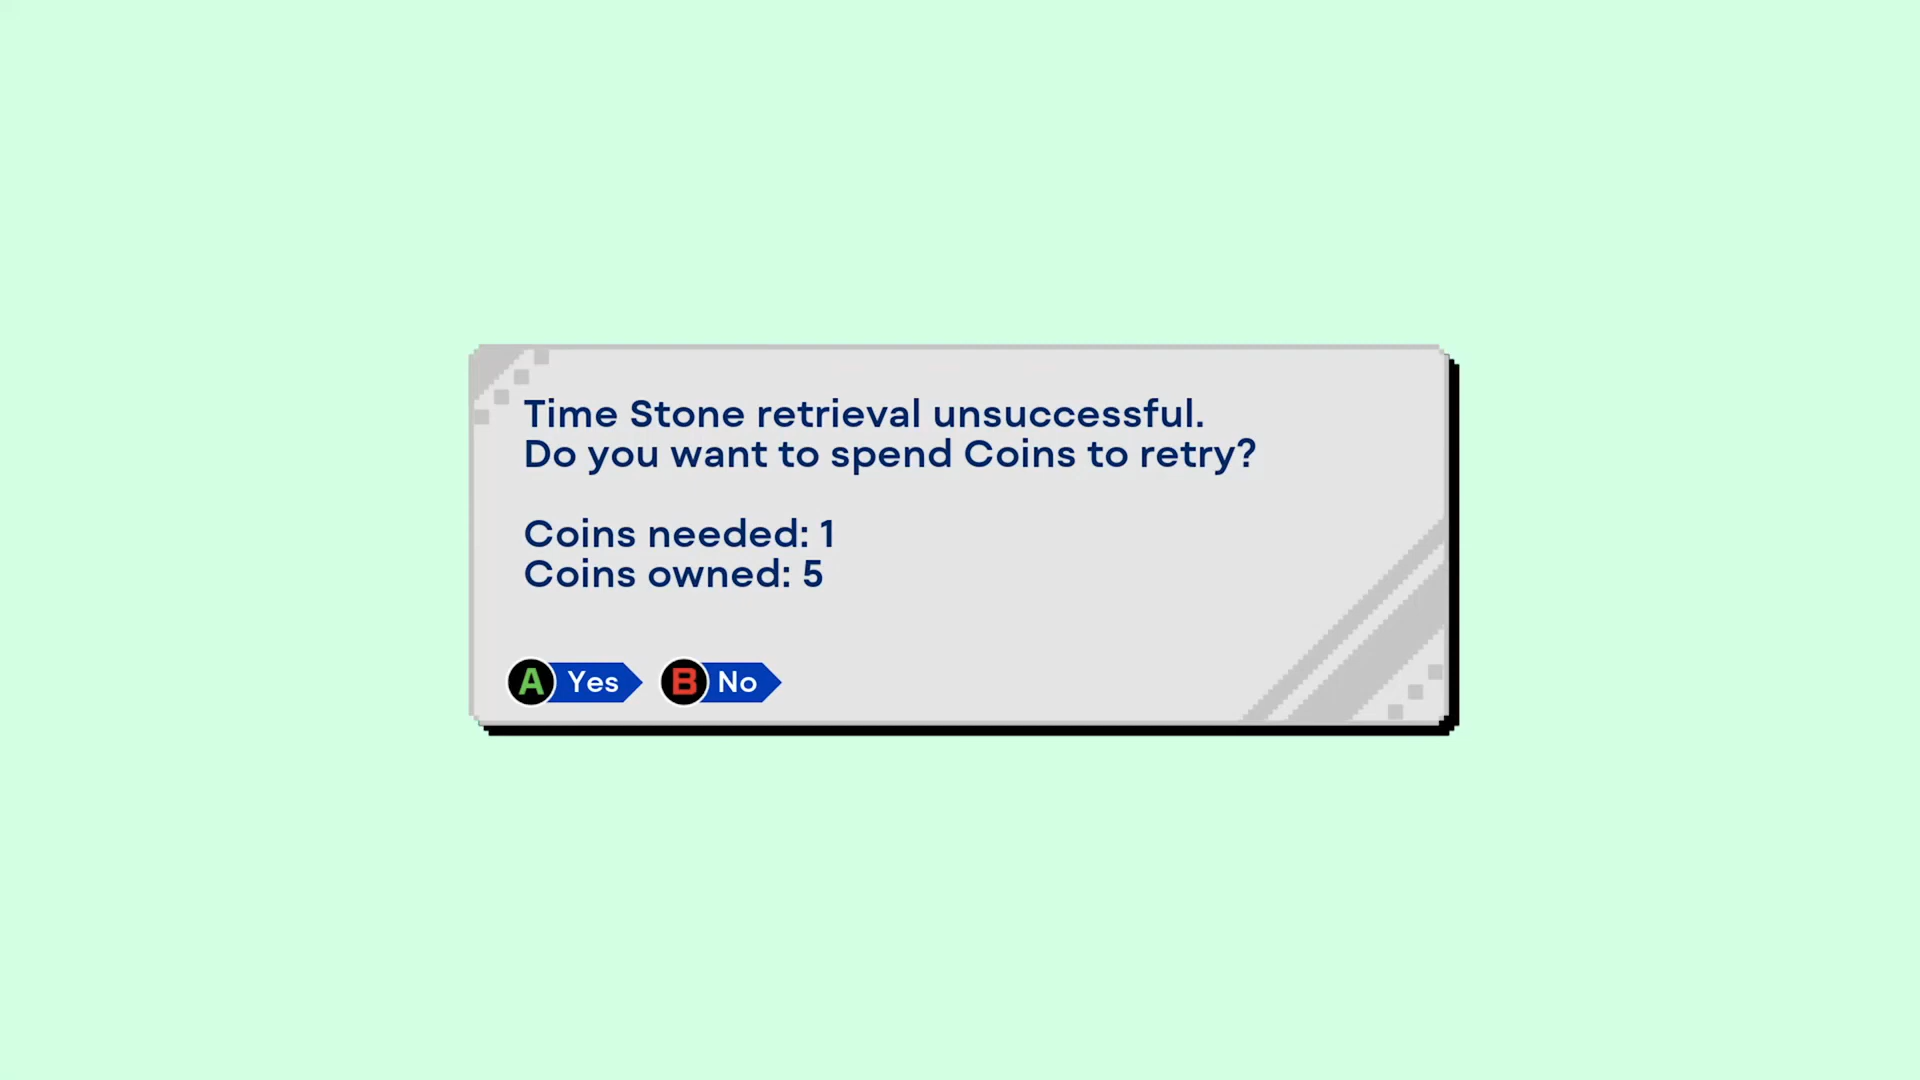 Time Stone retrieval unsuccessful.
Do you want to spend Coins to retry?
Coins needed: 1
Coins owned: 5
A Yes B No